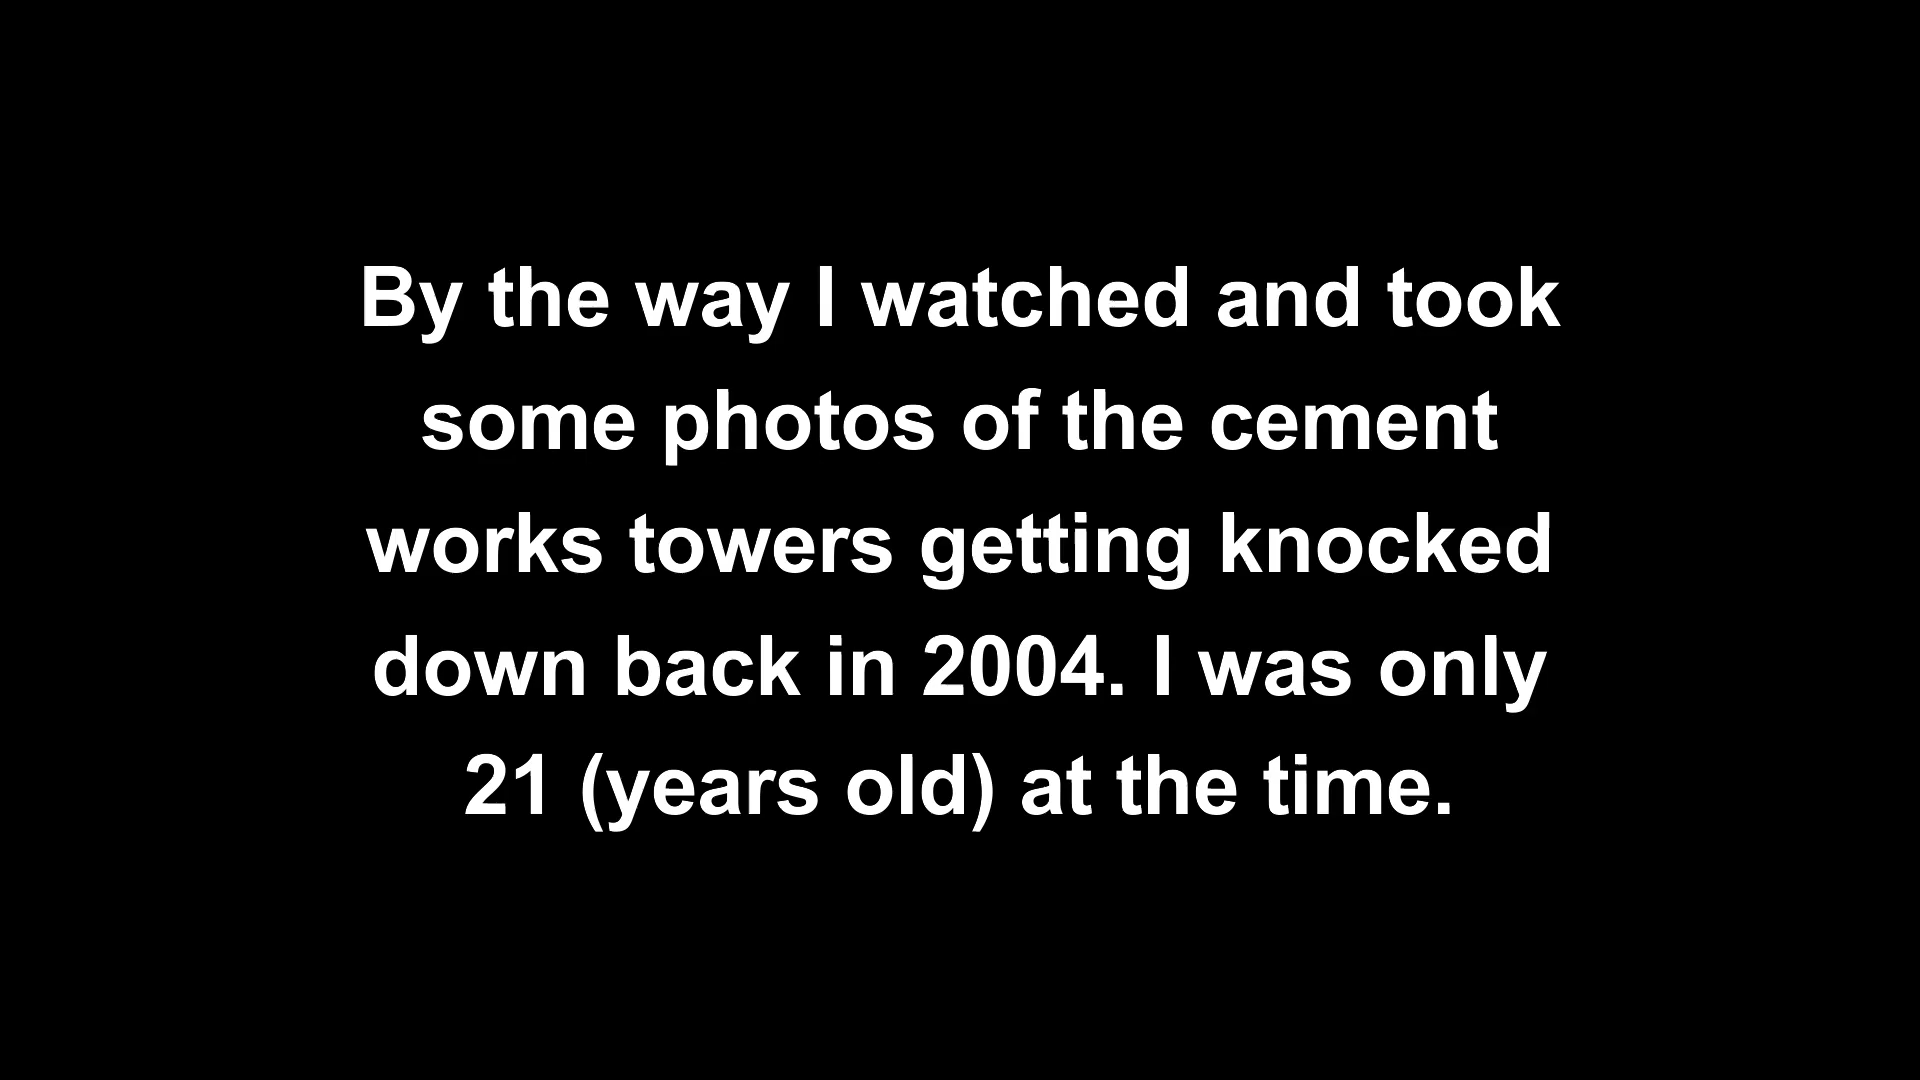 By the way I watched and took
some photos of the cement
works towers getting knocked
down back in 2004. I was only
21 (years old) at the time.